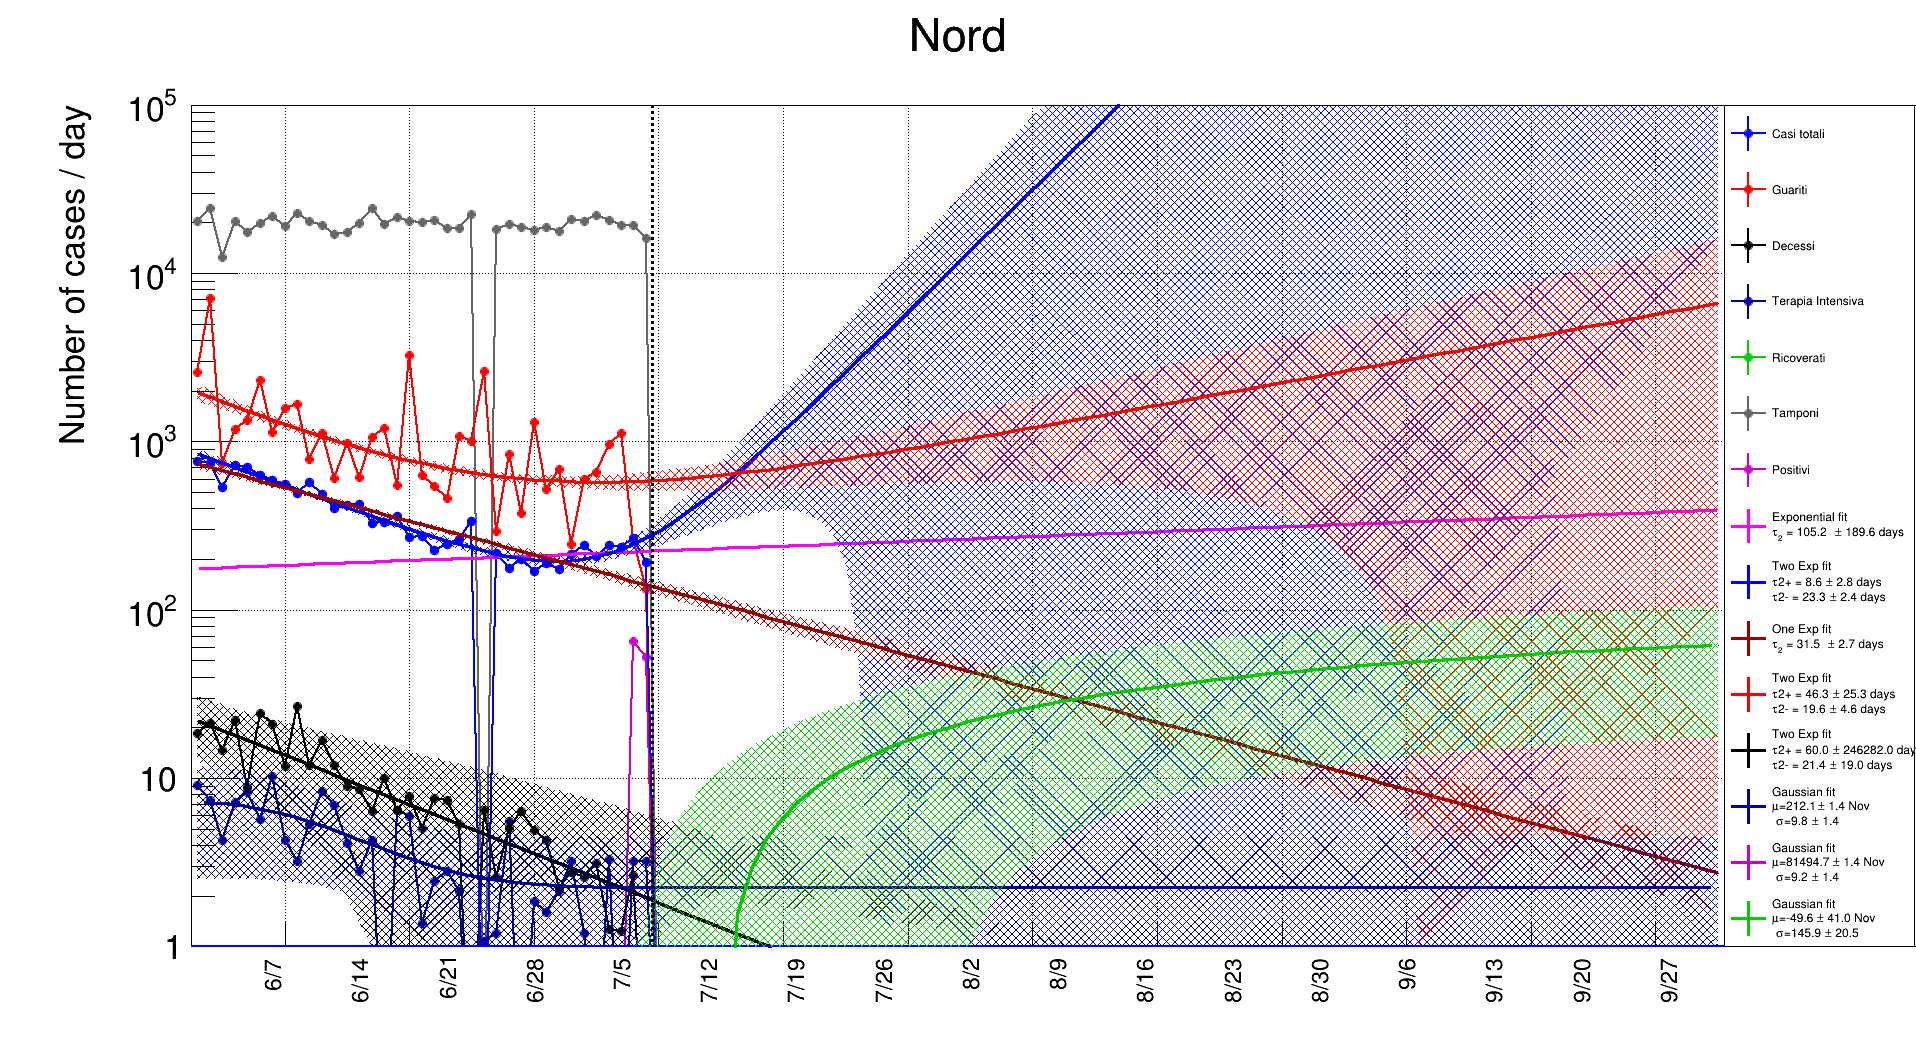 Nord
Number of cases / day
10^5
10^4
10^3
10^2
10
1
6/7
6/14
6/21
6/28
7/5
7/12
7/19
7/26
8/2
8/9
8/16
8/23
8/30
9/6
9/13
9/20
9/27
Casi totali
Guariti
Decessi
Terapia Intensiva
Ricoverati
Tamponi
Positivi
Exponential fit
τ₂ = 105.2 ± 189.6 days
Two Exp fit
τ2+ = 8.6 ± 2.8 days
τ2- = 23.3 ± 2.4 days
One Exp fit
τ₂ = 31.5 ± 2.7 days
Two Exp fit
τ2+ = 46.3 ± 25.3 days
τ2- = 19.6 ± 4.6 days
Two Exp fit
τ2+ = 60.0 ± 246282.0 day
τ2- = 21.4 ± 19.0 days
Gaussian fit
μ=212.1 ± 1.4 Nov
σ=9.8 ± 1.4
Gaussian fit
μ=81494.7 ± 1.4 Nov
σ=9.2 ± 1.4
Gaussian fit
μ=-49.6 ± 41.0 Nov
σ=145.9 ± 20.5